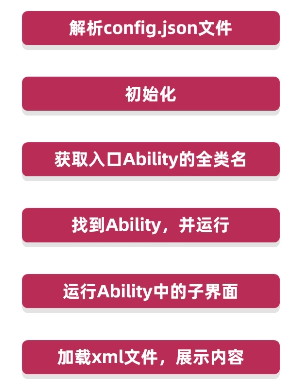 解析config.json文件
初始化
获取入口Ability的全类名
找到Ability，并运行
运行Ability中的子界面
加载xml文件，展示内容